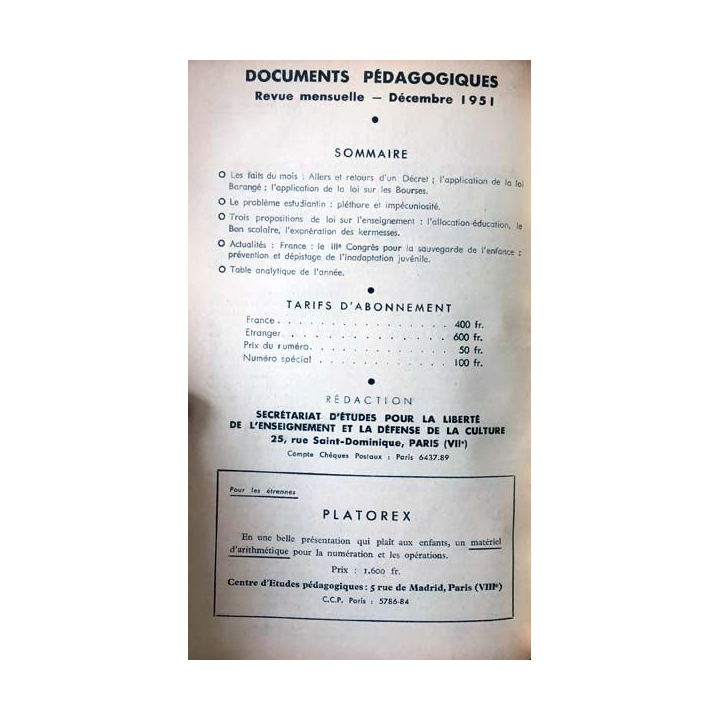 DOCUMENTS PÉDAGOGIQUES
Revue mensuelle — Décembre 1951
●
SOMMAIRE
O Les faits du mois : Allers et retours d'un Décret ; l'application de la loi
Barangé ; l'application de la loi sur les Bourses.
O Le problème estudiantin : pléthore et impécuniosité.
O Trois propositions de loi sur l'enseignement : l'allocation-éducation, le
Bon scolaire, l'exonération des kermesses.
O Actualités : France : le IIIe Congrès pour la sauvegarde de l'enfance ;
prévention et dépistage de l'inadaptation juvénile.
O Table analytique de l'année.
●
TARIFS D'ABONNEMENT
France . . . . . . . . . . . . . . . 400 fr.
Etranger . . . . . . . . . . . . . . 600 fr.
Prix du numéro . . . . . . . . . . . . 50 fr.
Numéro spécial . . . . . . . . . . . . 100 fr.
●
RÉDACTION
SECRÉTARIAT D'ÉTUDES POUR LA LIBERTÉ
DE L'ENSEIGNEMENT ET LA DÉFENSE DE LA CULTURE
25, rue Saint-Dominique, PARIS (VIIe)
Compte Chèques Postaux : Paris 6437.89
Pour les étrennes
PLATOREX
En une belle présentation qui plaît aux enfants, un matériel
d'arithmétique pour la numération et les opérations.
Prix : 1.600 fr.
Centre d'Etudes pédagogiques : 5 rue de Madrid, Paris (VIIIe)
C.C.P. Paris : 5786-84